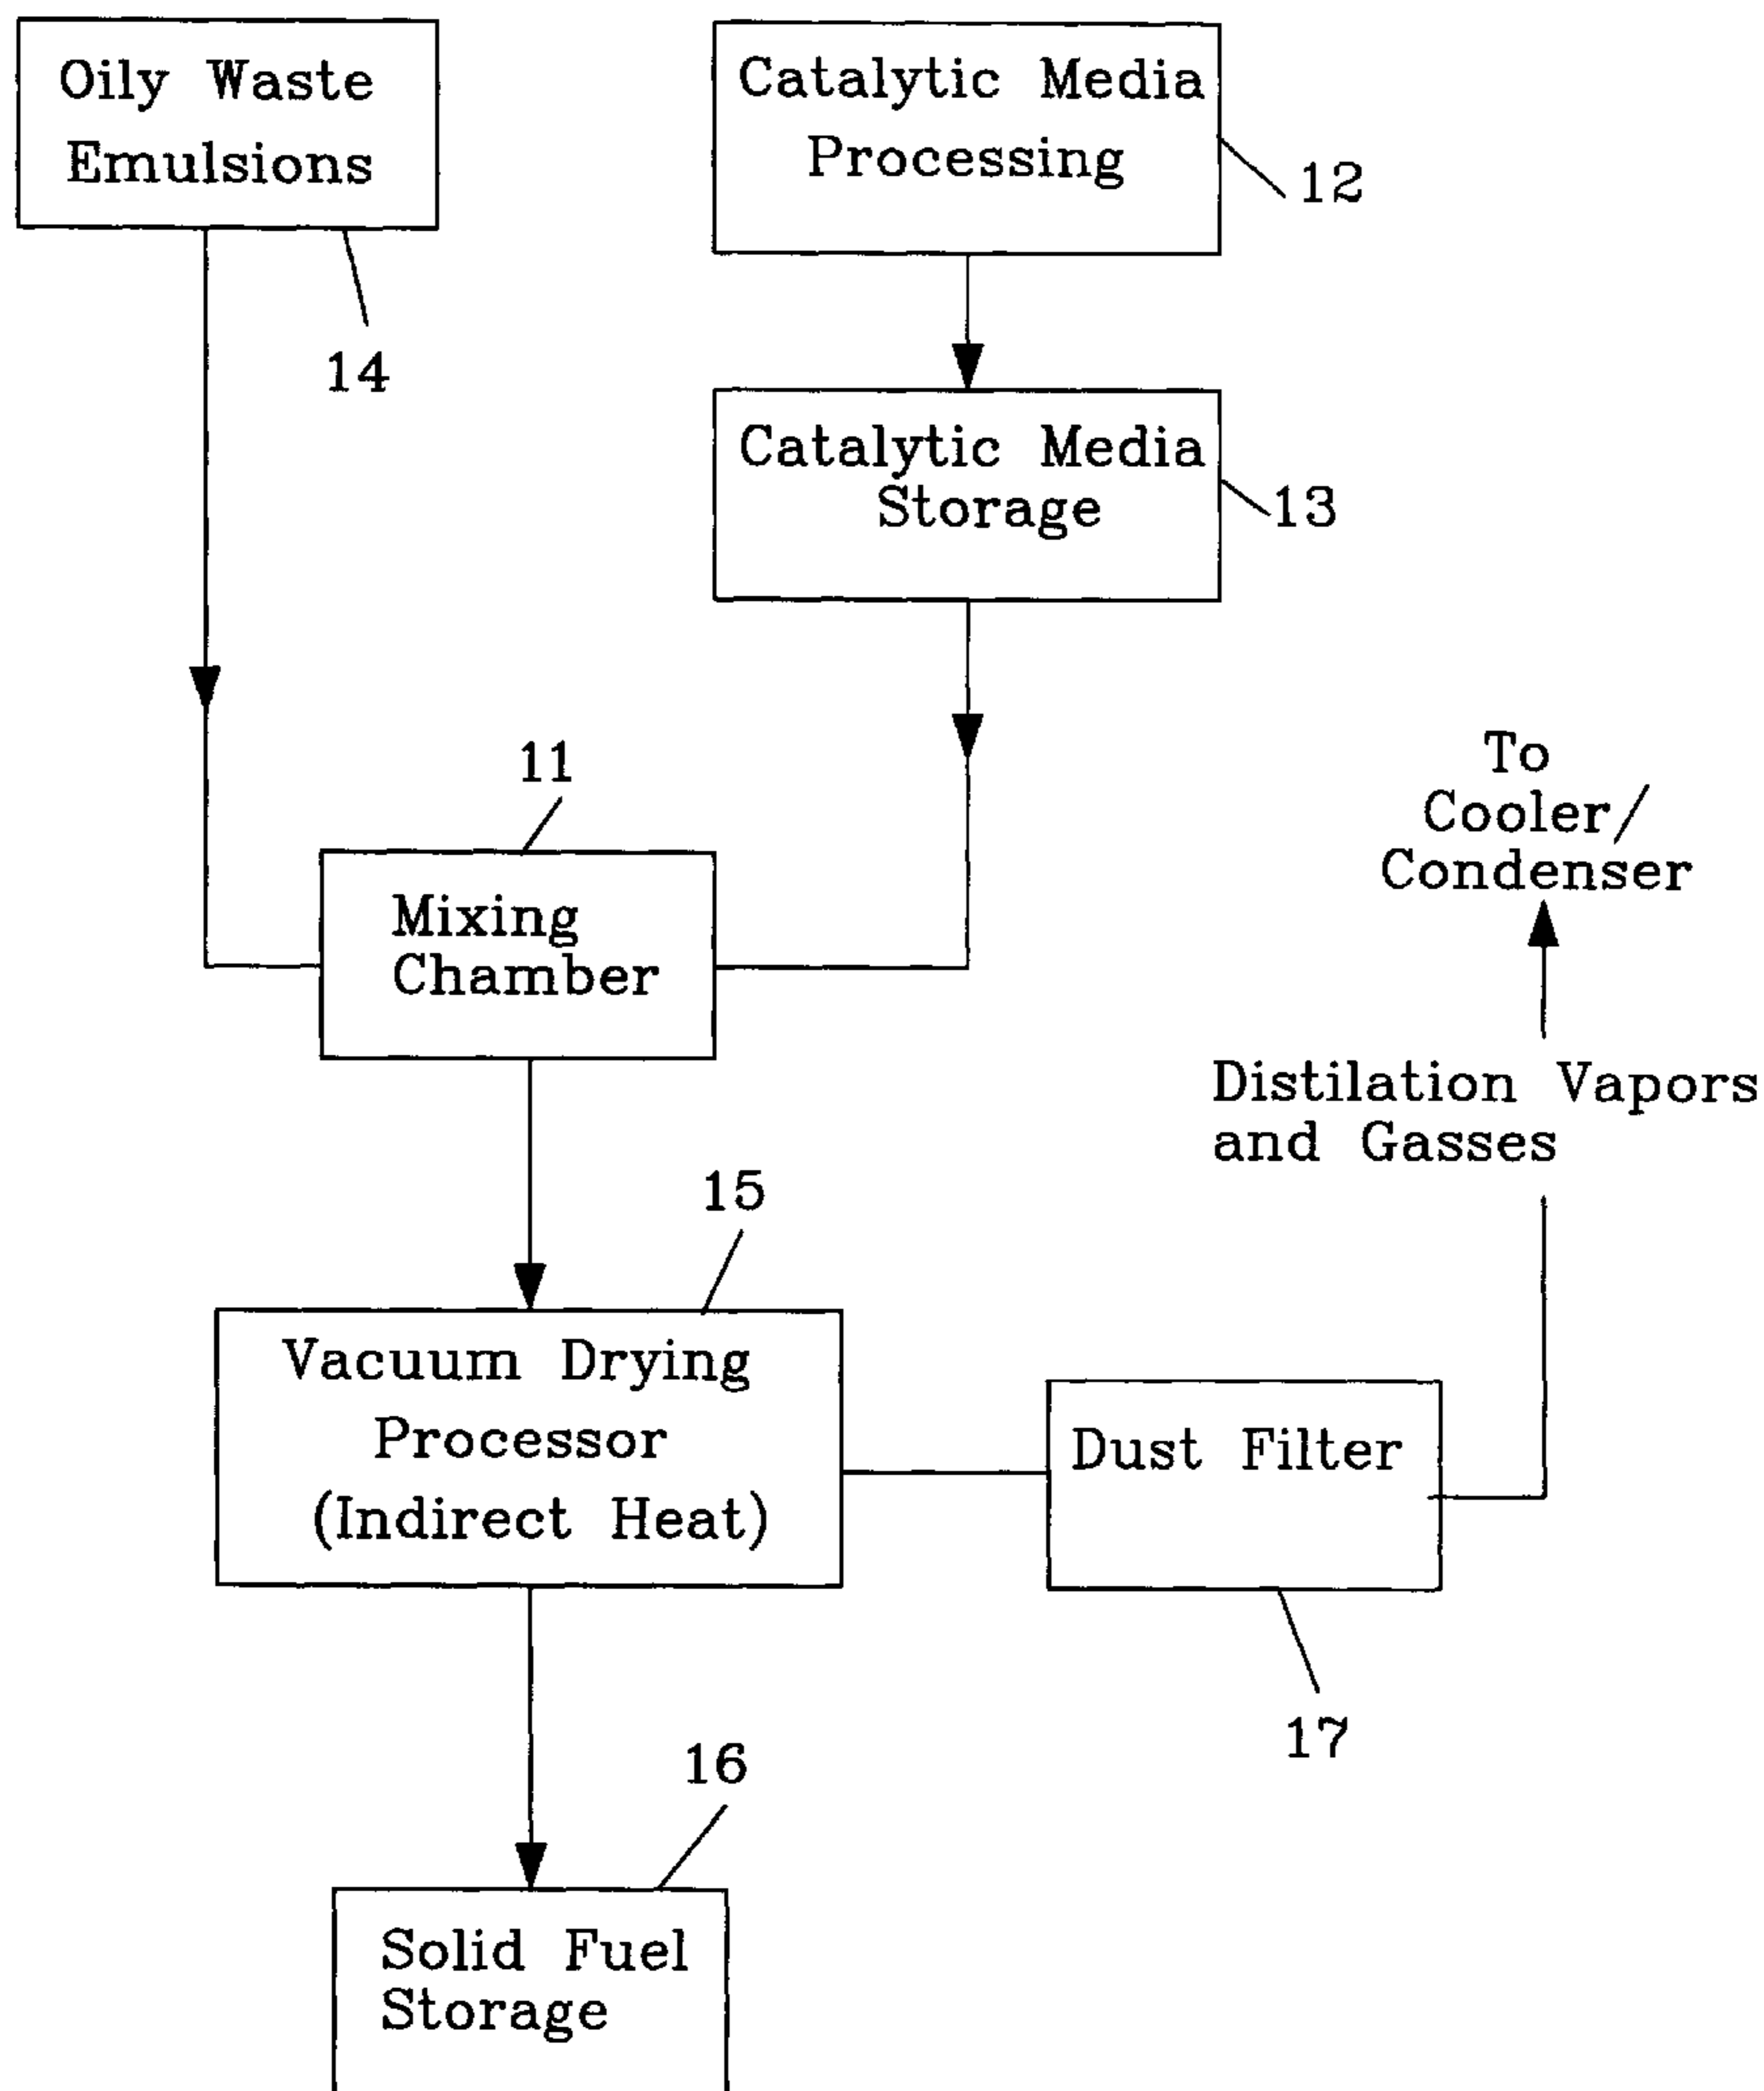 Oily Waste
Emulsions
14
Catalytic Media
Processing
12
Catalytic Media
Storage
13
11
Mixing
Chamber
To
Cooler/
Condenser
Distilation Vapors
and Gasses
15
Vacuum Drying
Processor
(Indirect Heat)
Dust Filter
17
16
Solid Fuel
Storage